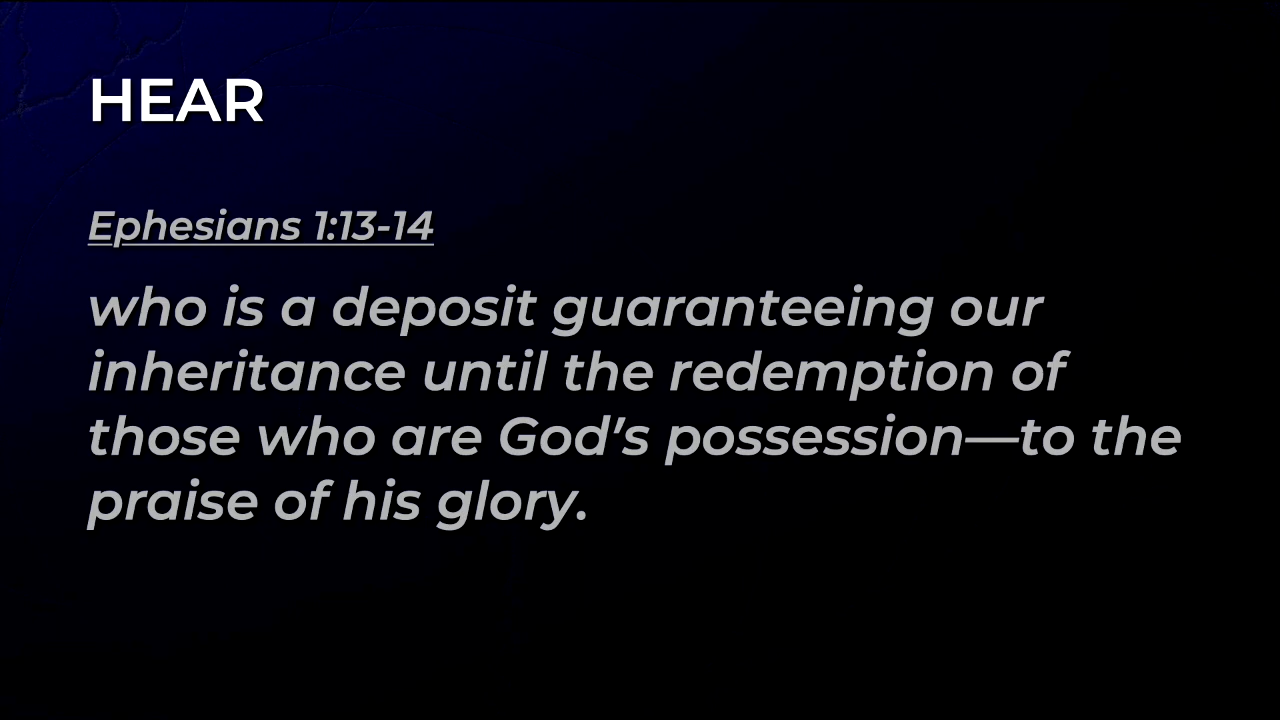 HEAR
Ephesians 1:13-14
who is a deposit guaranteeing our
inheritance until the redemption of
those who are God’s possession—to the
praise of his glory.